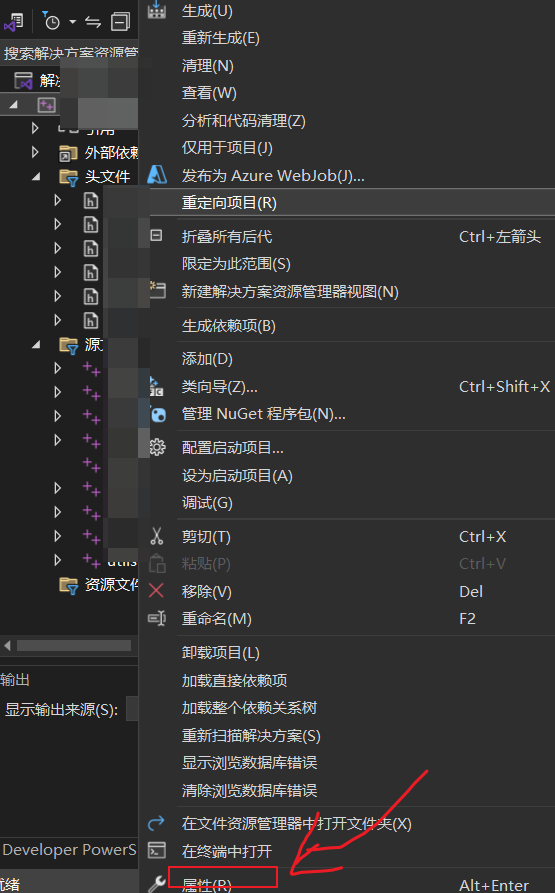 搜索解决方案资源管
解决
引用
外部依赖
头文件
源文
utils
资源文件
输出
显示输出来源(S):
Developer PowerS
就绪
生成(U)
重新生成(E)
清理(N)
查看(W)
分析和代码清理(Z)
仅用于项目(J)
发布为 Azure WebJob(J)...
重定向项目(R)
折叠所有后代 Ctrl+左箭头
限定为此范围(S)
新建解决方案资源管理器视图(N)
生成依赖项(B)
添加(D)
类向导(Z)... Ctrl+Shift+X
管理 NuGet 程序包(N)...
配置启动项目...
设为启动项目(A)
调试(G)
剪切(T) Ctrl+X
粘贴(P) Ctrl+V
移除(V) Del
重命名(M) F2
卸载项目(L)
加载直接依赖项
加载整个依赖关系树
重新扫描解决方案(S)
显示浏览数据库错误
清除浏览数据库错误
在文件资源管理器中打开文件夹(X)
在终端中打开
属性(R) Alt+Enter